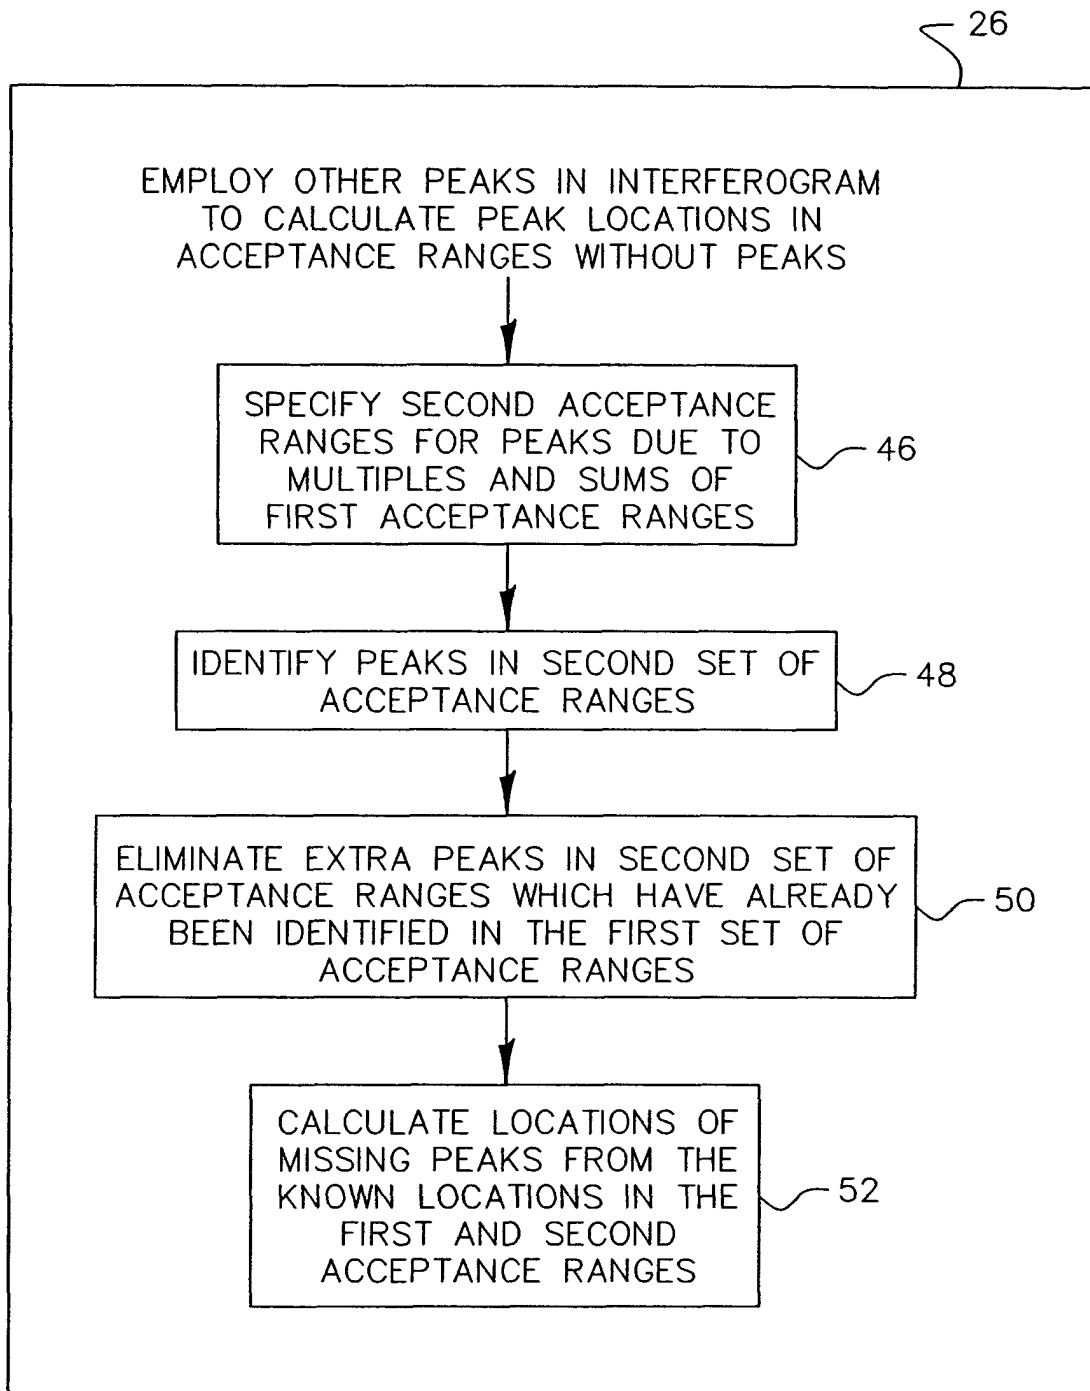 26
EMPLOY OTHER PEAKS IN INTERFEROGRAM
TO CALCULATE PEAK LOCATIONS IN
ACCEPTANCE RANGES WITHOUT PEAKS
SPECIFY SECOND ACCEPTANCE
RANGES FOR PEAKS DUE TO
MULTIPLES AND SUMS OF
FIRST ACCEPTANCE RANGES
46
IDENTIFY PEAKS IN SECOND SET OF
ACCEPTANCE RANGES
48
ELIMINATE EXTRA PEAKS IN SECOND SET OF
ACCEPTANCE RANGES WHICH HAVE ALREADY
BEEN IDENTIFIED IN THE FIRST SET OF
ACCEPTANCE RANGES
50
CALCULATE LOCATIONS OF
MISSING PEAKS FROM THE
KNOWN LOCATIONS IN THE
FIRST AND SECOND
ACCEPTANCE RANGES
52